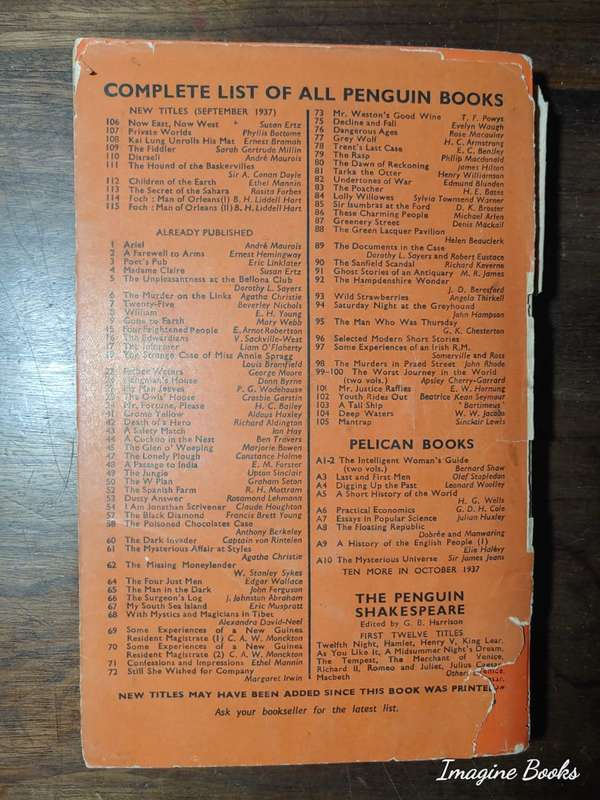 COMPLETE LIST OF ALL PENGUIN BOOKS
NEW TITLES (SEPTEMBER 1937)
106 Now East, Now West Susan Ertz
107 Private Worlds Phyllis Bottome
108 Kai Lung Unrolls His Mat Ernest Bramah
109 The Fiddler Sarah Gertrude Millin
110 Disraeli André Maurois
111 The Hound of the Baskervilles
Sir A. Conan Doyle
112 Children of the Earth Ethel Mannin
113 The Secret of the Sahara Rosita Forbes
114 Foch : Man of Orleans (I) B. H. Liddell Hart
115 Foch : Man of Orleans (II) B. H. Liddell Hart
ALREADY PUBLISHED
1 Ariel André Maurois
2 A Farewell to Arms Ernest Hemingway
3 Poet's Pub Eric Linklater
4 Madame Claire Susan Ertz
5 The Unpleasantness at the Bellona Club
Dorothy L. Sayers
6 The Murder on the Links Agatha Christie
7 Twenty-Five Beverley Nichols
8 William E. H. Young
9 Gone to Earth Mary Webb
Frightened People E. Arnot Robertson
16 The Edwardians V. Sackville-West
17 The Informer Liam O'Flaherty
19 The Strange Case of Miss Annie Spragg
Louis Bromfield
Esther Waters George Moore
Hangman's House Donn Byrne
My Man Jeeves P. G. Wodehouse
The Owls' House Crosbie Garstin
Mr. Fortune, Please H. C. Bailey
41 Crome Yellow Aldous Huxley
42 Death of a Hero Richard Aldington
43 A Safety Match Ian Hay
44 A Cuckoo in the Nest Ben Travers
45 The Glen o' Weeping Marjorie Bowen
47 The Lonely Plough Constance Holme
48 A Passage to India E. M. Forster
49 The Jungle Upton Sinclair
50 The W Plan Graham Seton
52 The Spanish Farm R. H. Mottram
53 Dusty Answer Rosamond Lehmann
54 I Am Jonathan Scrivener Claude Houghton
57 The Black Diamond Francis Brett Young
58 The Poisoned Chocolates Case
Anthony Berkeley
60 The Dark Invader Captain von Rintelen
61 The Mysterious Affair at Styles
Agatha Christie
62 The Missing Moneylender
W. Stanley Sykes
64 The Four Just Men Edgar Wallace
65 The Man in the Dark John Ferguson
66 The Surgeon's Log J. Johnston Abraham
67 My South Sea Island Eric Muspratt
68 With Mystics and Magicians in Tibet
Alexandra David-Neel
69 Some Experiences of a New Guinea
Resident Magistrate (1) C. A. W. Monckton
70 Some Experiences of a New Guinea
Resident Magistrate (2) C. A. W. Monckton
71 Confessions and Impressions Ethel Mannin
72 Still She Wished for Company
Margaret Irwin
73 Mr. Weston's Good Wine T. F. Powys
75 Decline and Fall Evelyn Waugh
76 Dangerous Ages Rose Macaulay
77 Grey Wolf H. C. Armstrong
78 Trent's Last Case E. C. Bentley
79 The Rasp Philip Macdonald
80 The Dawn of Reckoning James Hilton
81 Tarka the Otter Henry Williamson
82 Undertones of War Edmund Blunden
83 The Poacher H. E. Bates
84 Lolly Willowes Sylvia Townsend Warner
85 Sir Isumbras at the Ford D. K. Broster
86 These Charming People Michael Arlen
87 Greenery Street Denis Mackail
88 The Green Lacquer Pavilion
Helen Beauclerk
89 The Documents in the Case
Dorothy L. Sayers and Robert Eustace
90 The Sanfield Scandal Richard Keverne
91 Ghost Stories of an Antiquary M. R. James
92 The Hampdenshire Wonder
J. D. Beresford
93 Wild Strawberries Angela Thirkell
94 Saturday Night at the Greyhound
John Hampson
95 The Man Who Was Thursday
G. K. Chesterton
96 Selected Modern Short Stories
97 Some Experiences of an Irish R.M.
Somerville and Ross
98 The Murders in Praed Street John Rhode
99-100 The Worst Journey in the World
(two vols.) Apsley Cherry-Garrard
101 Mr. Justice Raffles E. W. Hornung
102 Youth Rides Out Beatrice Kean Seymour
103 A Tall Ship "Bartimeus"
104 Deep Waters W. W. Jacobs
105 Mantrap Sinclair Lewis
PELICAN BOOKS
A1-2 The Intelligent Woman's Guide
(two vols.) Bernard Shaw
A3 Last and First Men Olaf Stapledon
A4 Digging Up the Past Leonard Woolley
A5 A Short History of the World
H. G. Wells
A6 Practical Economics G. D. H. Cole
A7 Essays in Popular Science Julian Huxley
A8 The Floating Republic
Dobrée and Manwaring
A9 A History of the English People (1)
Elie Halévy
A10 The Mysterious Universe Sir James Jeans
TEN MORE IN OCTOBER 1937
THE PENGUIN
SHAKESPEARE
Edited by G. B. Harrison
FIRST TWELVE TITLES
Twelfth Night, Hamlet, Henry V, King Lear,
As You Like It, A Midsummer Night's Dream,
The Tempest, The Merchant of Venice,
Richard II, Romeo and Juliet, Julius Caesar,
Macbeth
NEW TITLES MAY HAVE BEEN ADDED SINCE THIS BOOK WAS PRINTED
Ask your bookseller for the latest list.
Imagine Books